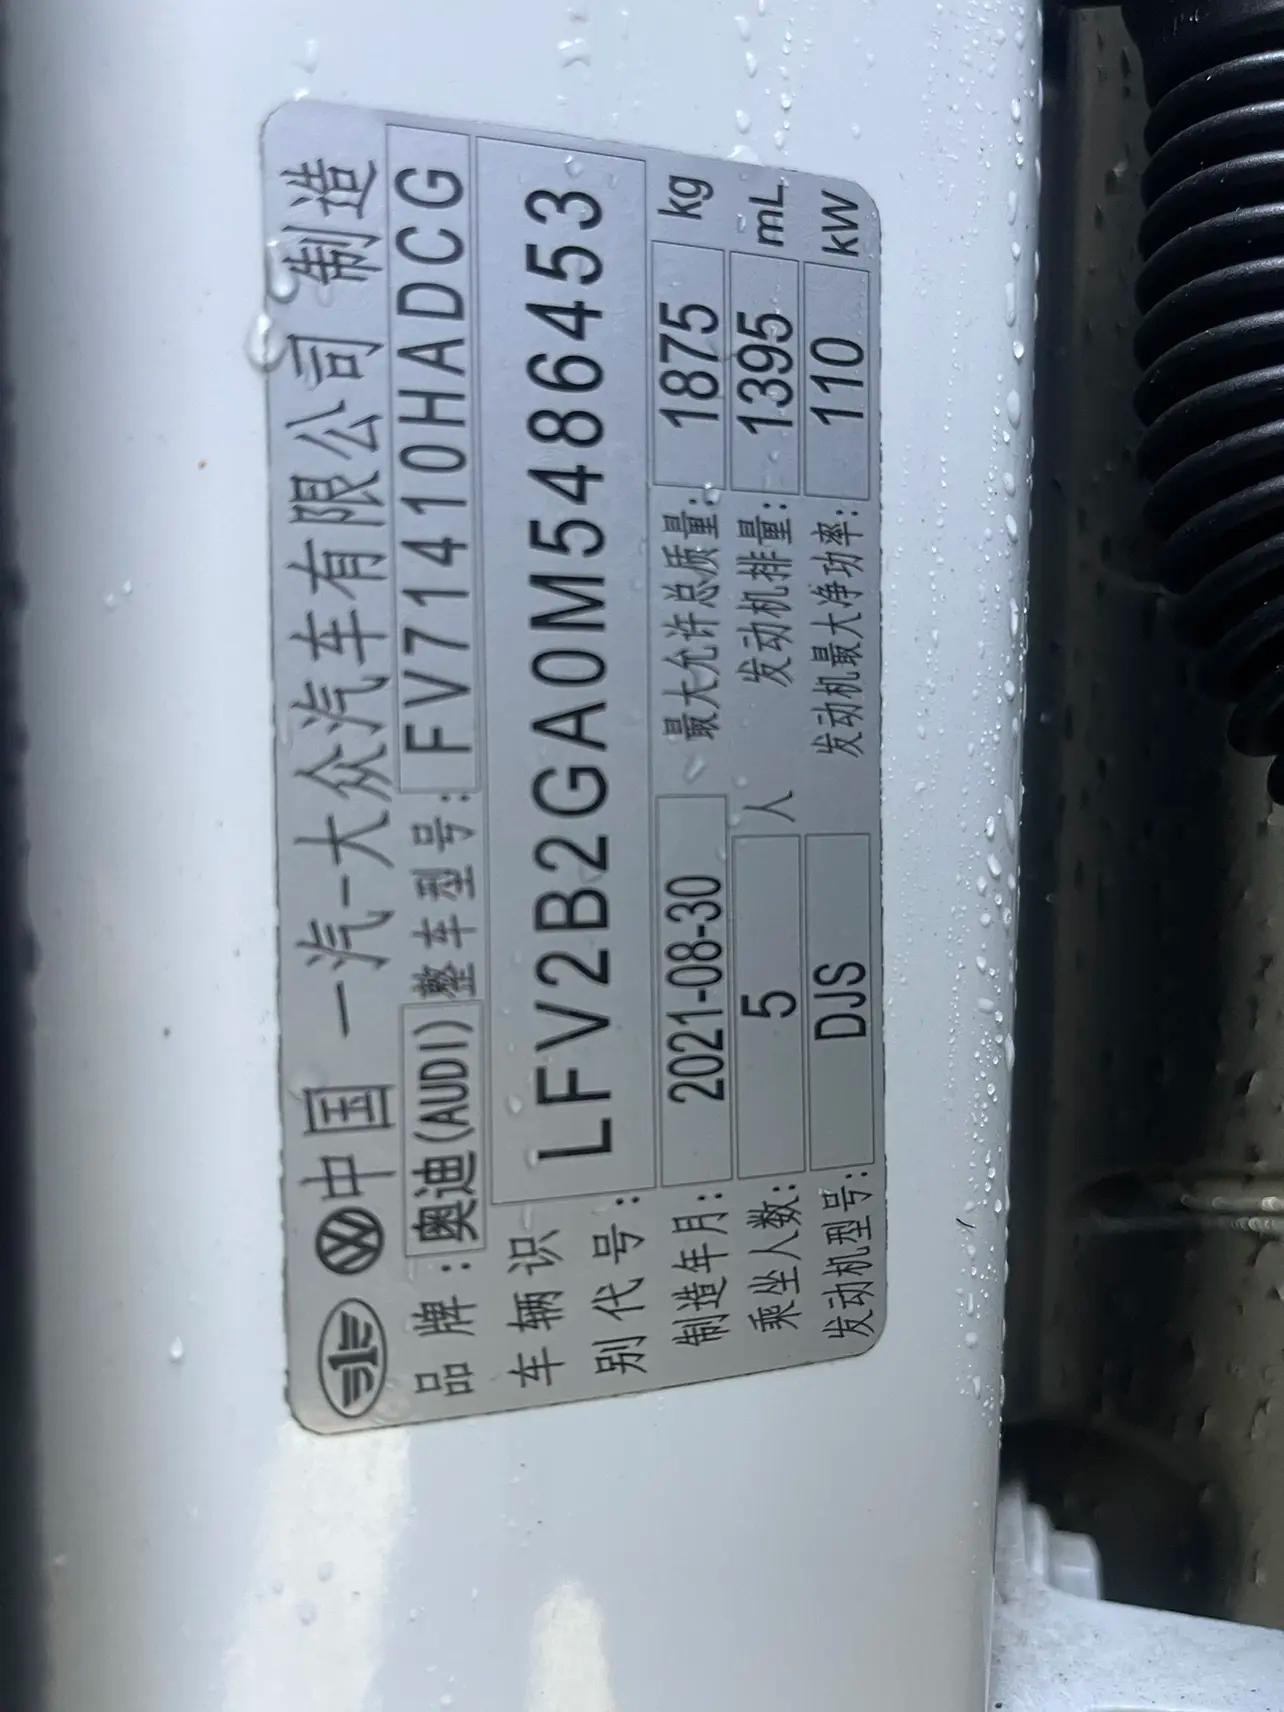 中国 一汽-大众汽车有限公司 制造
品牌: 奥迪(AUDI) 整车型号: FV71410HADCG
车辆识别代号: LFV2B2GA0M5486453
制造年月: 2021-08-30 最大允许总质量: 1875 kg
乘坐人数: 5 人 发动机排量: 1395 mL
发动机型号: DJS 发动机最大净功率: 110 kW